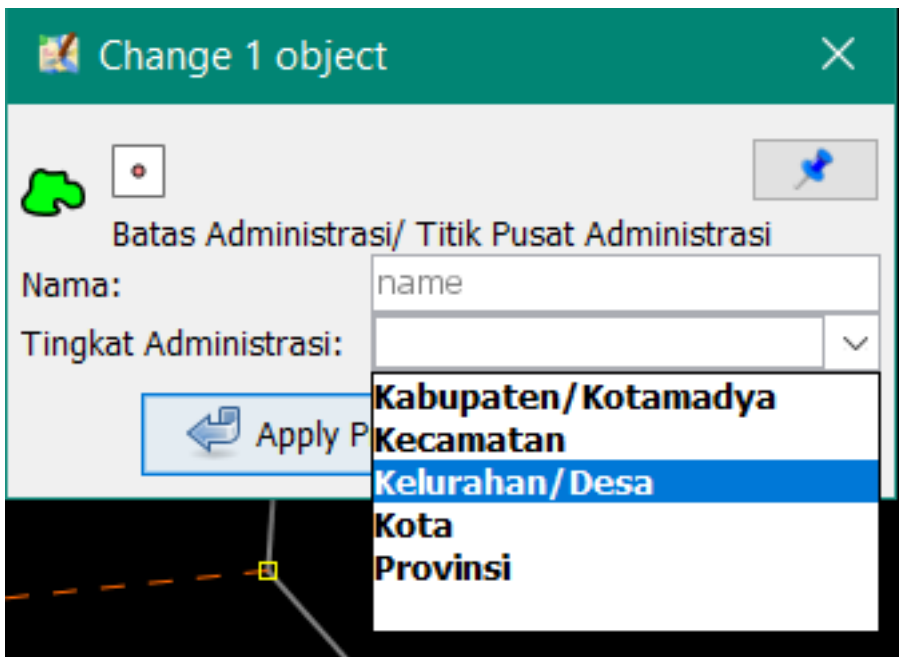 Change 1 object
Batas Administrasi/ Titik Pusat Administrasi
Nama: name
Tingkat Administrasi:
Kabupaten/Kotamadya
Kecamatan
Kelurahan/Desa
Kota
Provinsi
Apply P